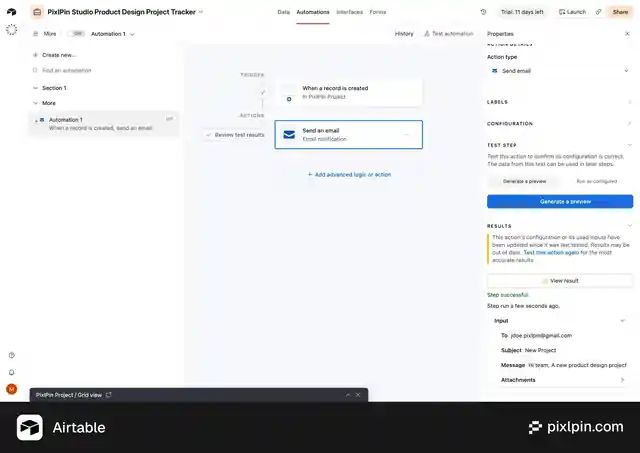 PixlPin Studio Product Design Project Tracker
Data
Automations
Interfaces
Forms
Trial: 11 days left
Launch
Share
More
Automation 1
History
Test automation
Properties
Create new...
Find an automation
Section 1
More
Automation 1
When a record is created, send an email
OFF
TRIGGER
When a record is created
In PixlPin Project
ACTIONS
Review test results
Send an email
Email notification
+ Add advanced logic or action
ACTION DETAILS
Action type
Send email
LABELS
CONFIGURATION
TEST STEP
Test this action to confirm its configuration is correct.
The data from this test can be used in later steps.
Generate a preview
Run as configured
Generate a preview
RESULTS
This action's configuration or its used inputs have
been updated since it was last tested. Results may
be out of date. Test this action again for the most
accurate results.
View Result
Step successful
Step run a few seconds ago.
Input
To jdoe.pixlpin@gmail.com
Subject New Project
Message Hi team, A new product design project
Attachments
M
PixlPin Project / Grid view
Airtable
pixlpin.com